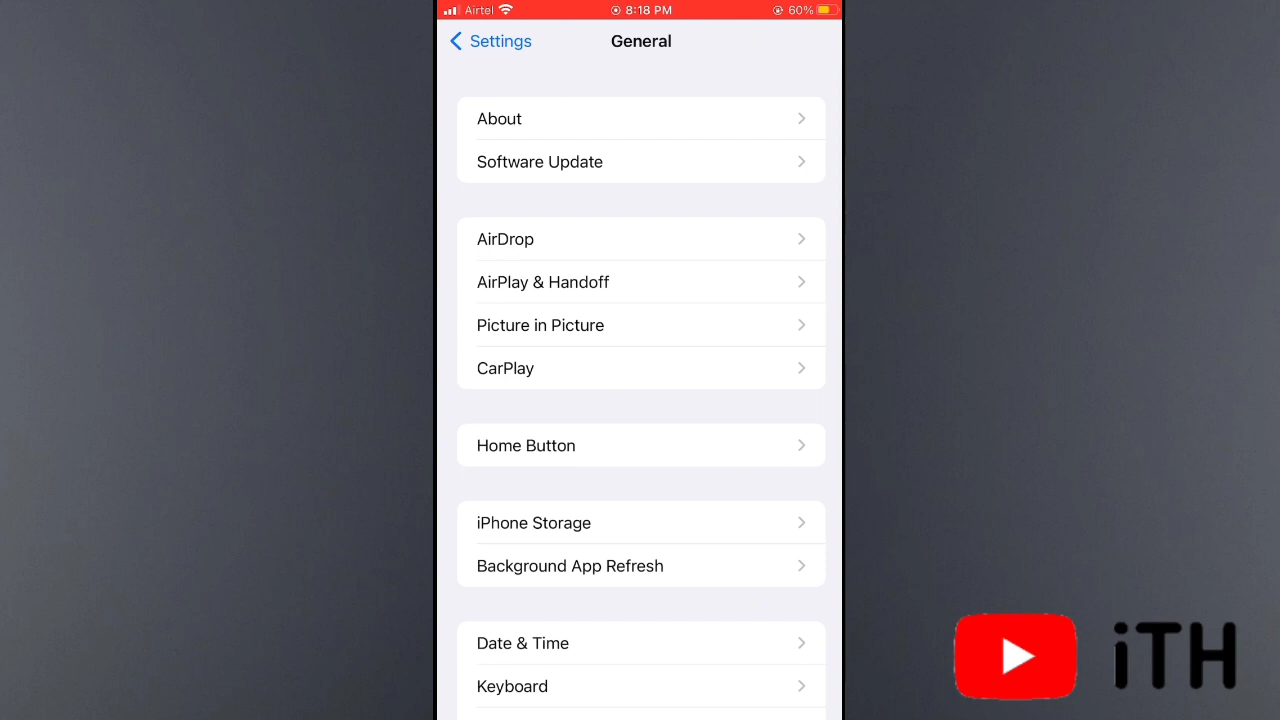 Airtel 8:18 PM 60%
Settings General
About
Software Update
AirDrop
AirPlay & Handoff
Picture in Picture
CarPlay
Home Button
iPhone Storage
Background App Refresh
Date & Time
Keyboard
iTH